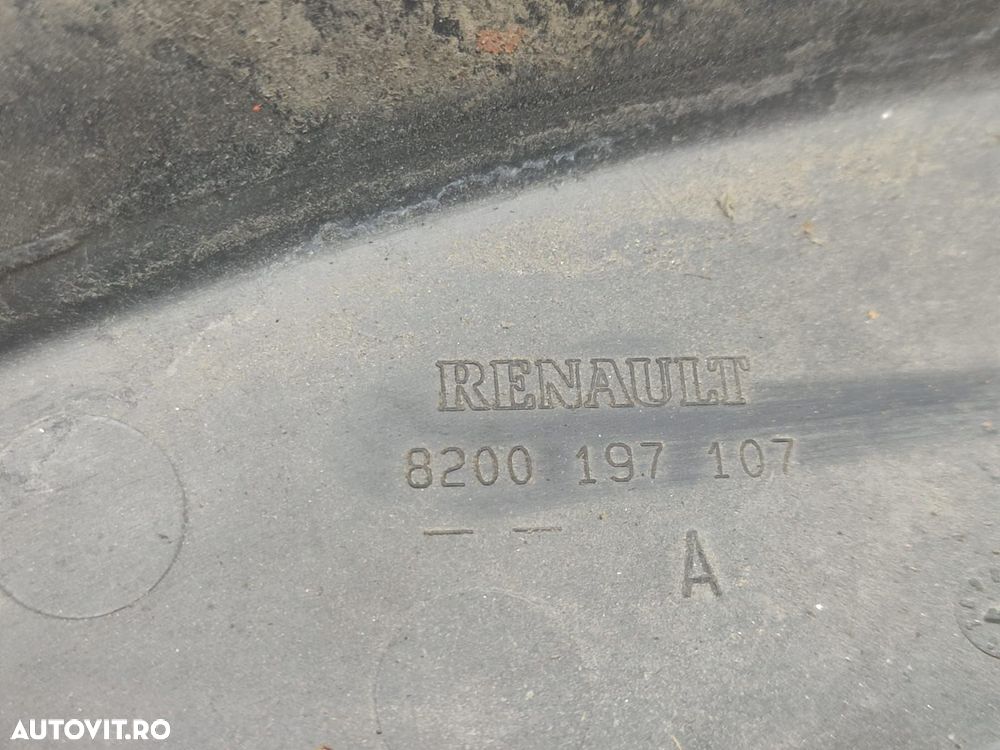 RENAULT
8200 197 107
— —
A
AUTOVIT.RO